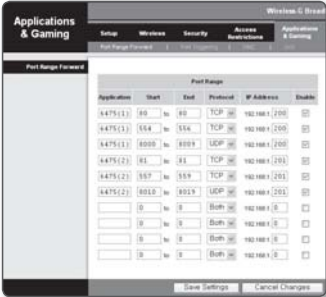 Wireless-G Broad
Applications & Gaming
Setup Wireless Security Access Restrictions Applications & Gaming
Port Range Forward | Port Triggering | |
Port Range Forward
Port Range
Application Start End Protocol IP Address Enable
6475(1) 80 to 80 TCP 192.168.1. 200
6475(1) 554 to 556 TCP 192.168.1. 200
6475(1) 8000 to 8009 UDP 192.168.1. 200
6475(2) 81 to 81 TCP 192.168.1. 201
6475(2) 557 to 559 TCP 192.168.1. 201
6475(2) 8010 to 8019 UDP 192.168.1. 201
0 to 0 Both 192.168.1. 0
0 to 0 Both 192.168.1. 0
0 to 0 Both 192.168.1. 0
0 to 0 Both 192.168.1. 0
Save Settings Cancel Changes